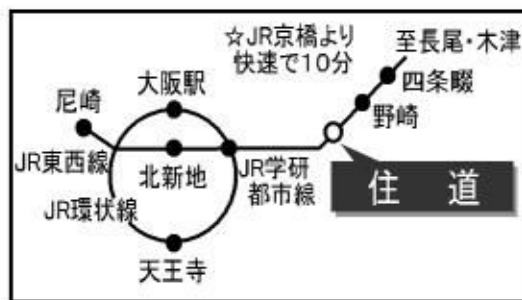 ☆JR京橋より
快速で10分
至長尾・木津
四条畷
野崎
大阪駅
尼崎
JR東西線
北新地
JR学研
都市線
住道
JR環状線
天王寺